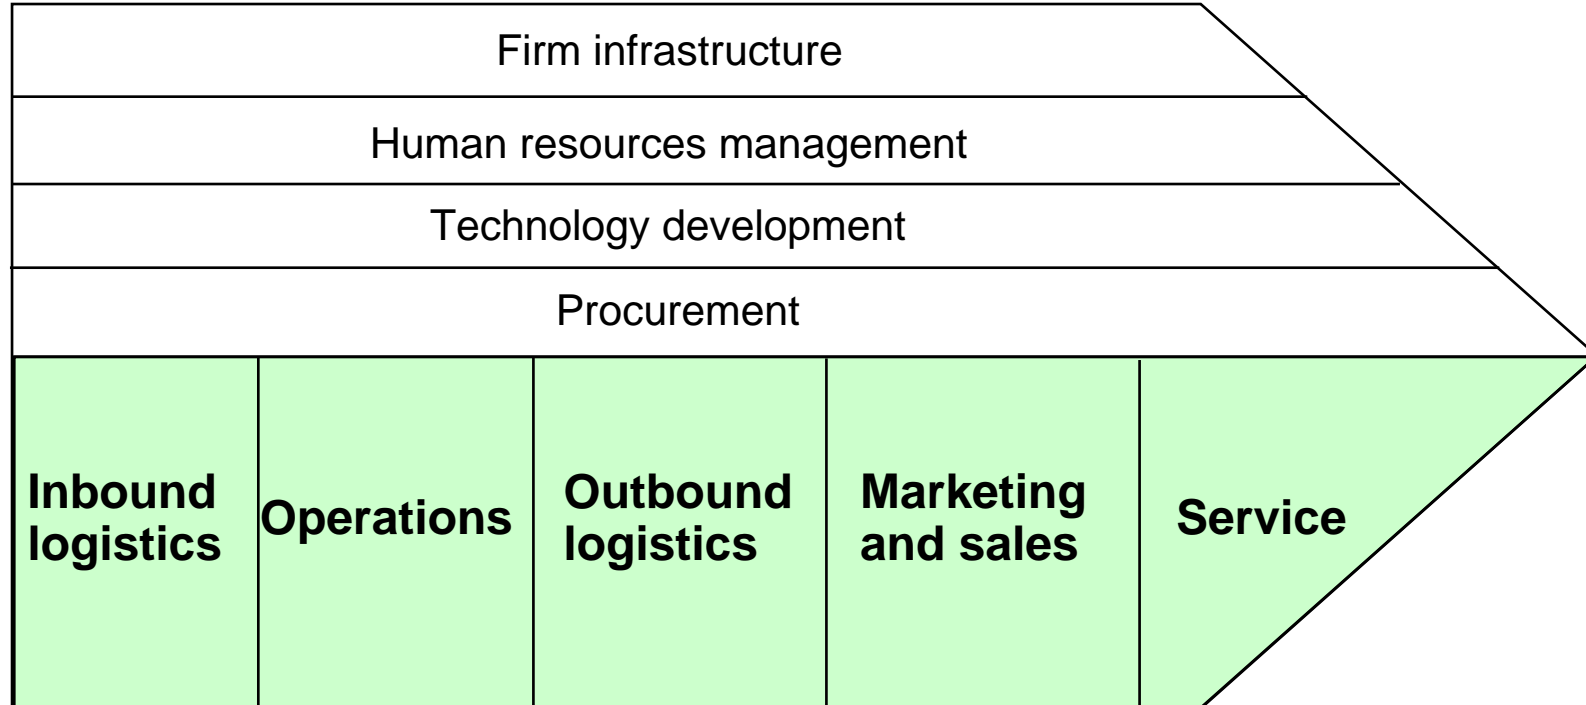 Firm infrastructure
Human resources management
Technology development
Procurement
Inbound
logistics
Operations
Outbound
logistics
Marketing
and sales
Service